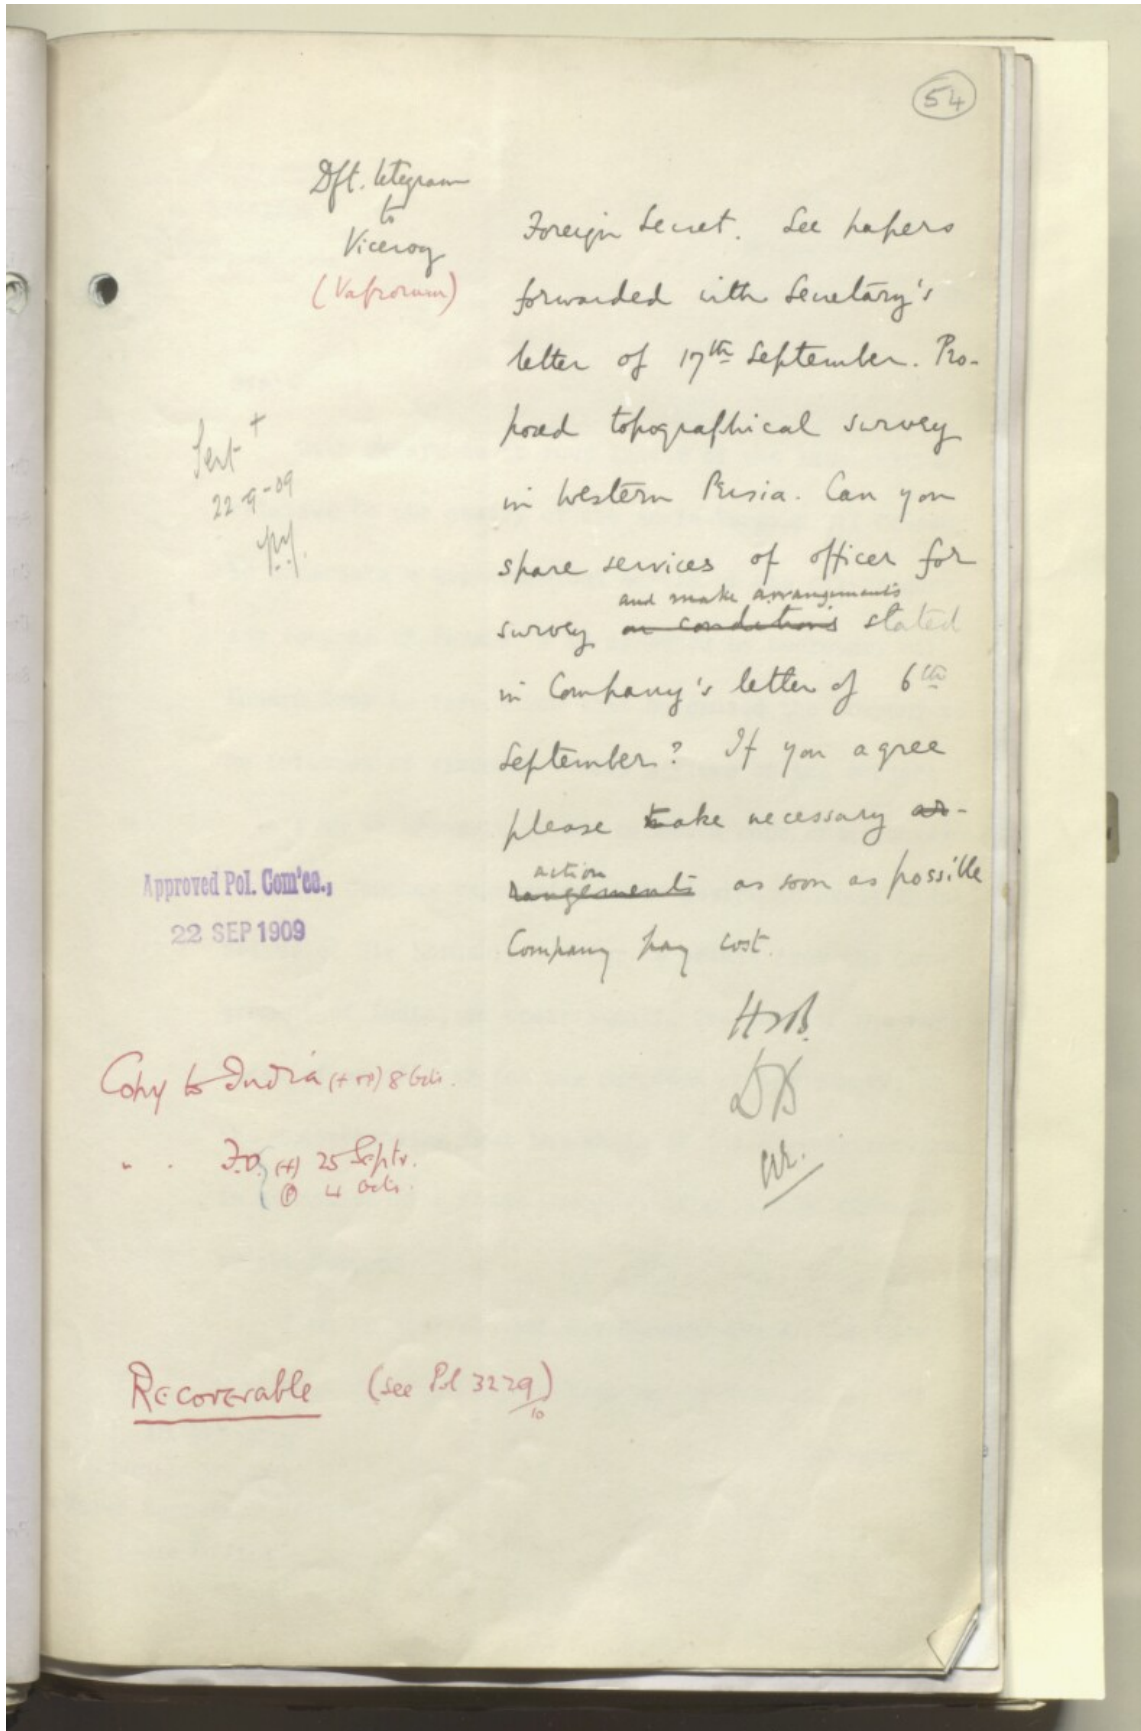 54
Dft. telegram
to
Viceroy
Foreign Secret. See papers
forwarded with Secretary's
letter of 17th September. Pro-
posed topographical survey
in Western Persia. Can you
spare services of officer for
and make arrangements
survey on conditions stated
in Company's letter of 6th
September? If you agree
please take necessary ar-
action
rangements as soon as possible
Company pay cost.
Sent +
22-9-09
Approved Pol. Com'ee.,
22 SEP 1909
Copy to India 8 Oct.
" " F.O. (+) 25 Septr.
4 Oct.
Recoverable (see Pol 3229/10)